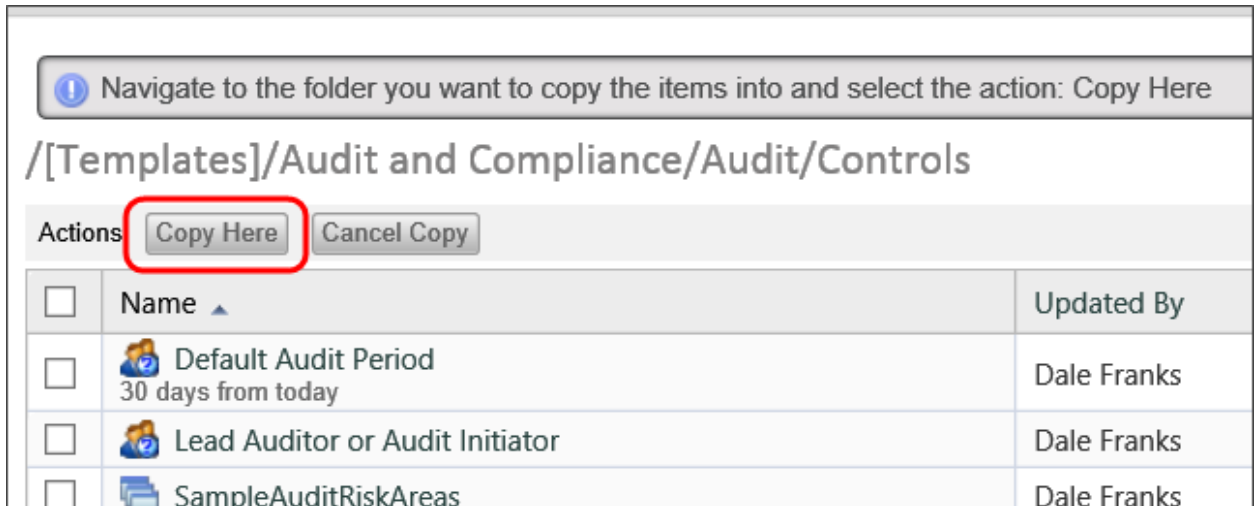 Navigate to the folder you want to copy the items into and select the action: Copy Here
/[Templates]/Audit and Compliance/Audit/Controls
Actions Copy Here Cancel Copy
Name Updated By
Default Audit Period
30 days from today
Dale Franks
Lead Auditor or Audit Initiator Dale Franks
SampleAuditRiskAreas Dale Franks